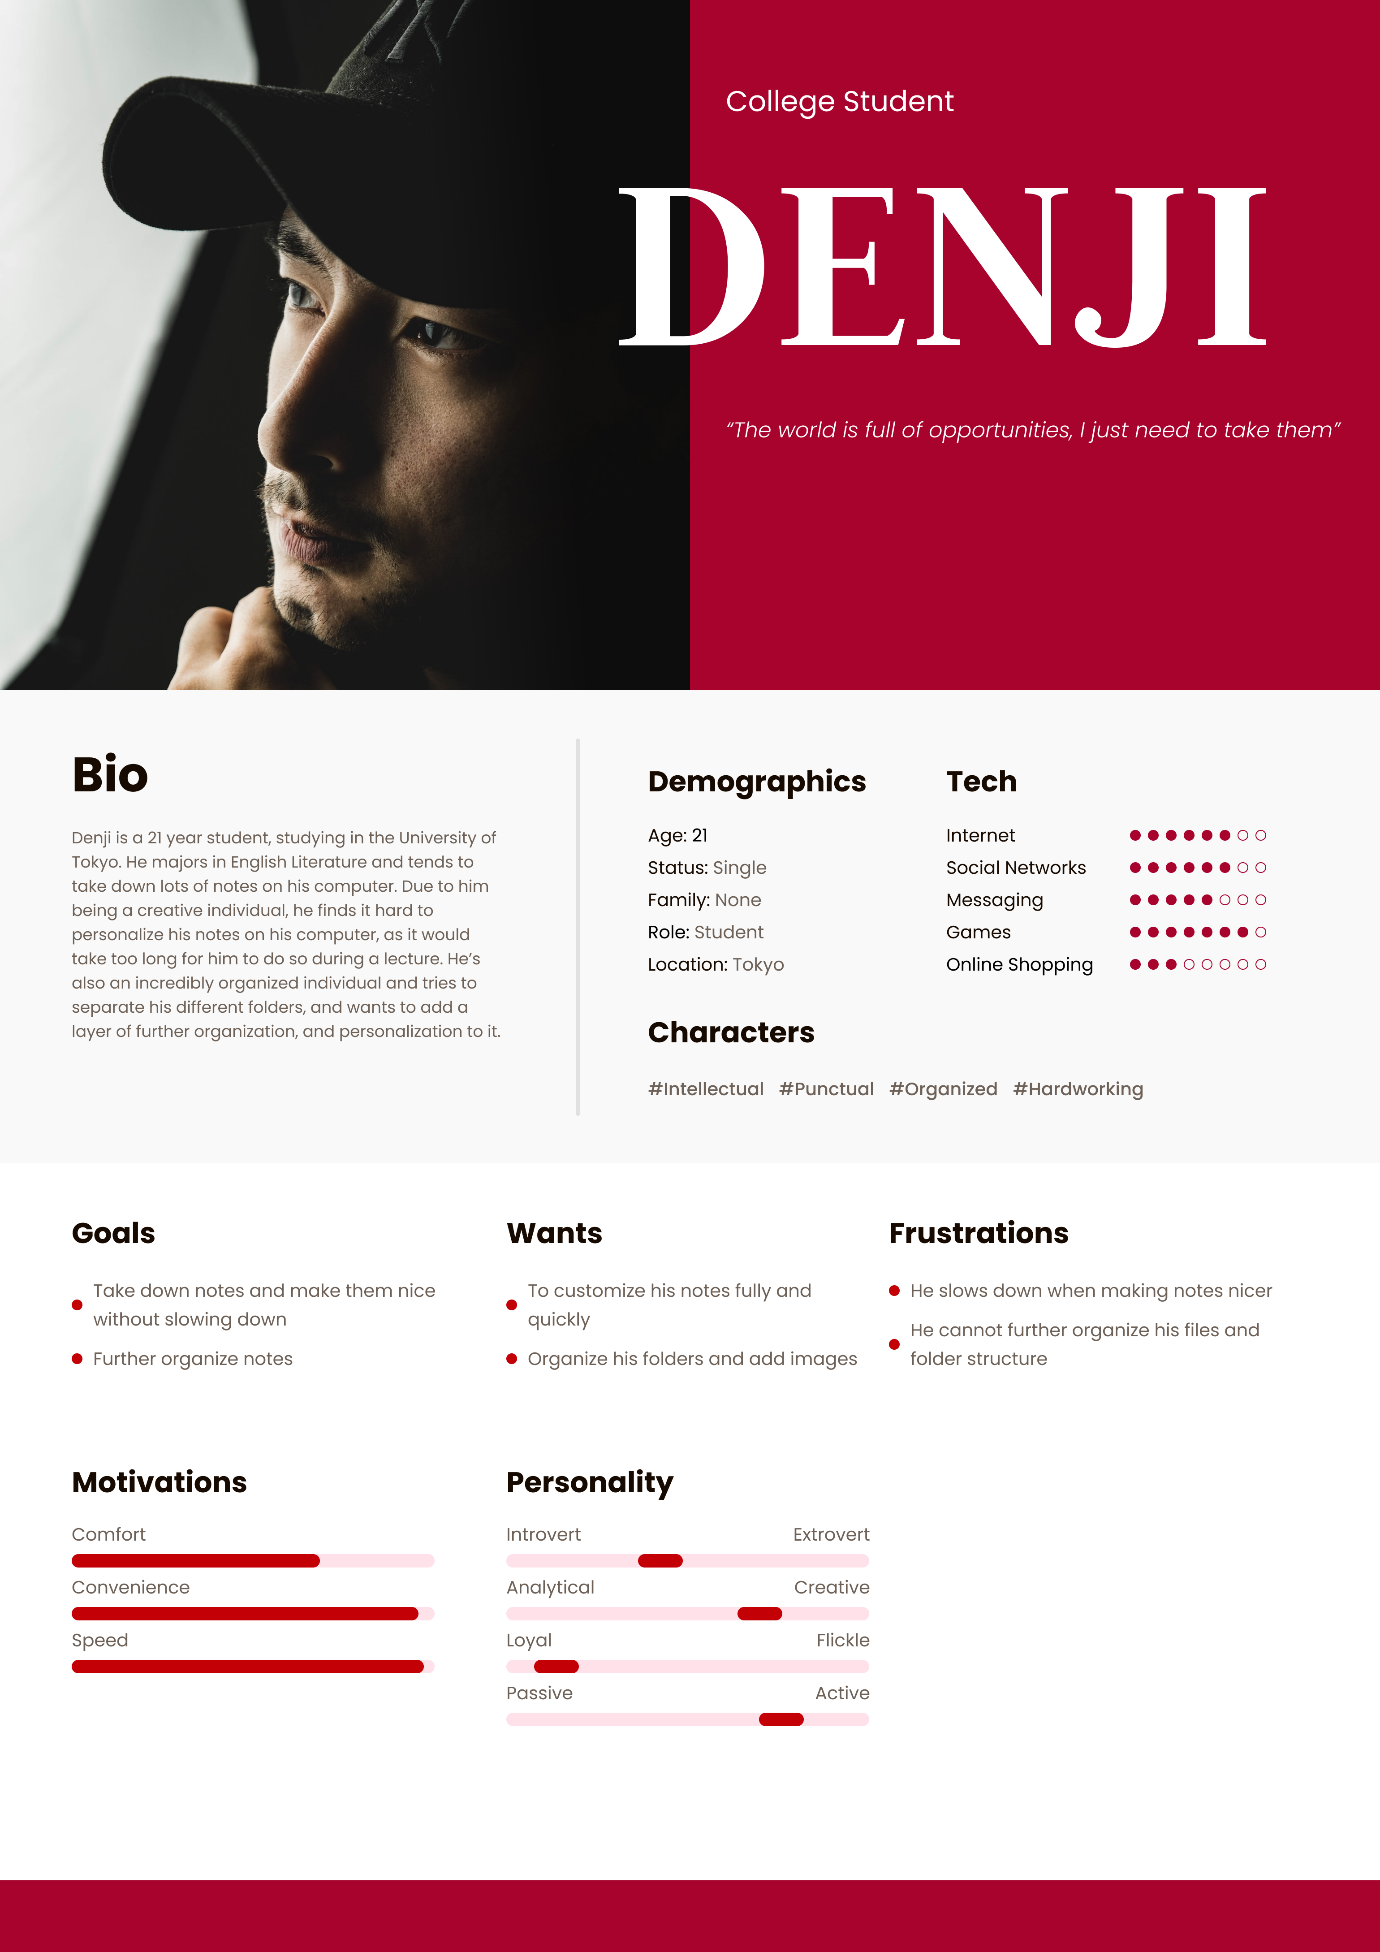 College Student
DENJI
“The world is full of opportunities, I just need to take them”
Bio
Denji is a 21 year student, studying in the University of
Tokyo. He majors in English Literature and tends to
take down lots of notes on his computer. Due to him
being a creative individual, he finds it hard to
personalize his notes on his computer, as it would
take too long for him to do so during a lecture. He’s
also an incredibly organized individual and tries to
separate his different folders, and wants to add a
layer of further organization, and personalization to it.
Demographics
Age: 21
Status: Single
Family: None
Role: Student
Location: Tokyo
Tech
Internet
Social Networks
Messaging
Games
Online Shopping
Characters
#Intellectual #Punctual #Organized #Hardworking
Goals
Take down notes and make them nice
without slowing down
Further organize notes
Wants
To customize his notes fully and
quickly
Organize his folders and add images
Frustrations
He slows down when making notes nicer
He cannot further organize his files and
folder structure
Motivations
Comfort
Convenience
Speed
Personality
Introvert Extrovert
Analytical Creative
Loyal Flickle
Passive Active